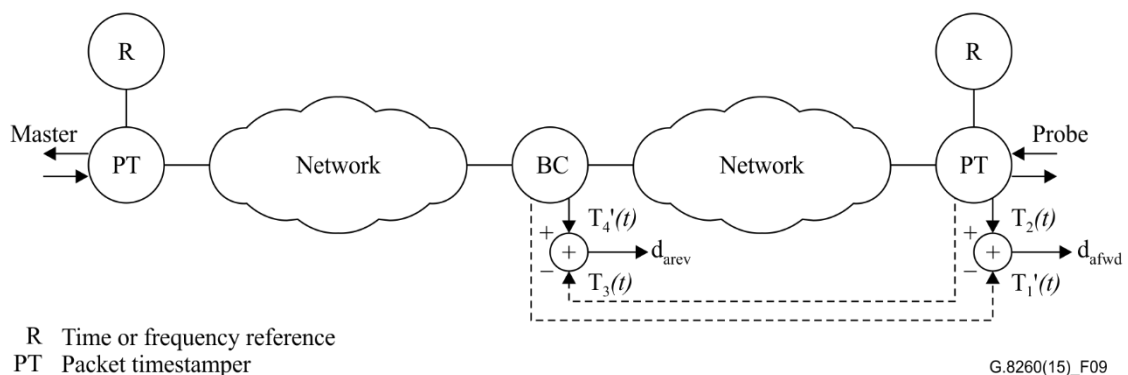 R
R
Master
Probe
PT
Network
BC
Network
PT
T4'(t)
T2(t)
+
+
+
+
darev
dafwd
−
−
T3(t)
T1'(t)
R Time or frequency reference
PT Packet timestamper
G.8260(15)_F09